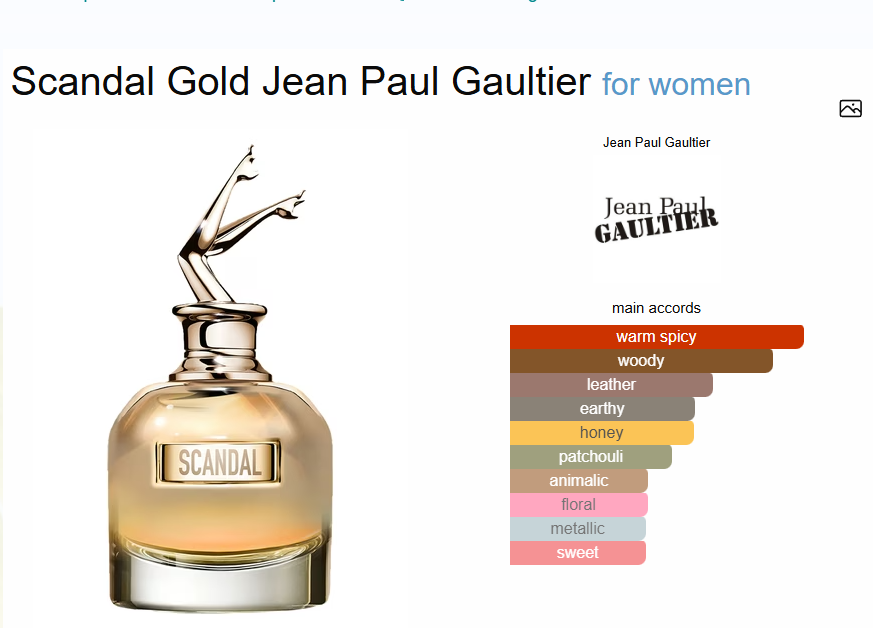 Scandal Gold Jean Paul Gaultier for women
Jean Paul Gaultier
Jean Paul
GAULTIER
main accords
warm spicy
woody
leather
earthy
honey
patchouli
animalic
floral
metallic
sweet
SCANDAL